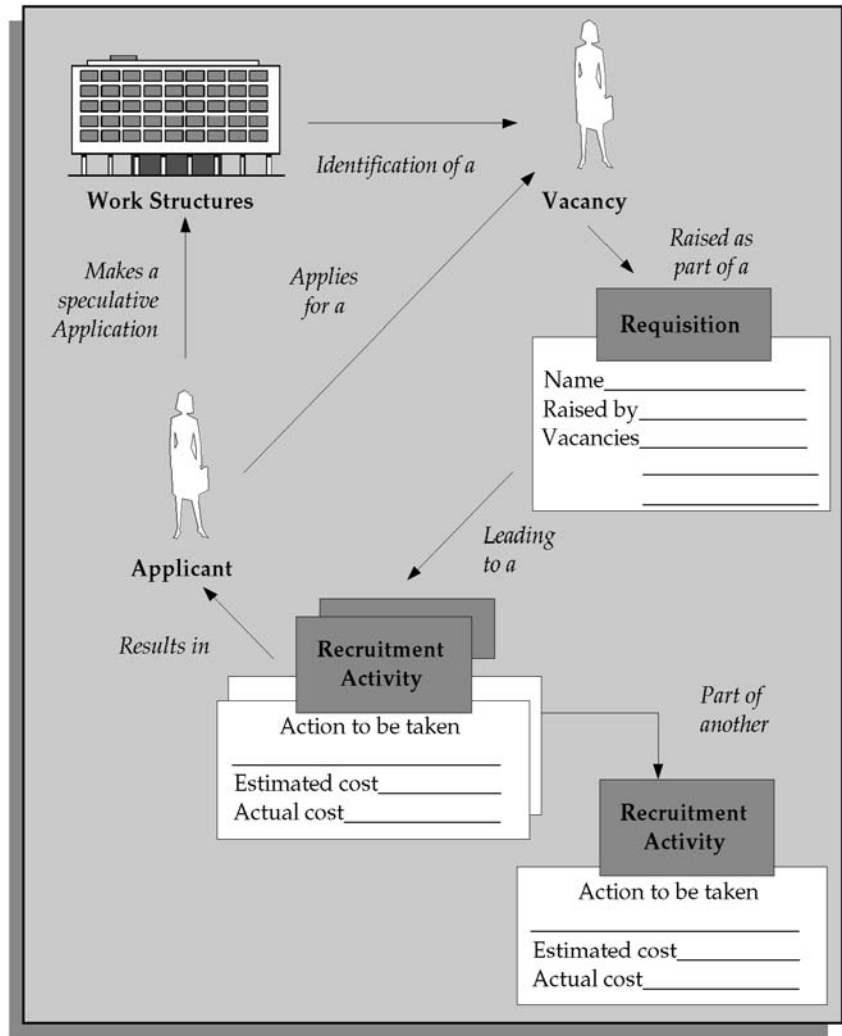 Identification of a
Work Structures
Vacancy
Makes a
speculative
Application
Applies
for a
Raised as
part of a
Requisition
Name
Raised by
Vacancies
Applicant
Leading
to a
Results in
Recruitment
Activity
Action to be taken
Estimated cost
Actual cost
Part of
another
Recruitment
Activity
Action to be taken
Estimated cost
Actual cost